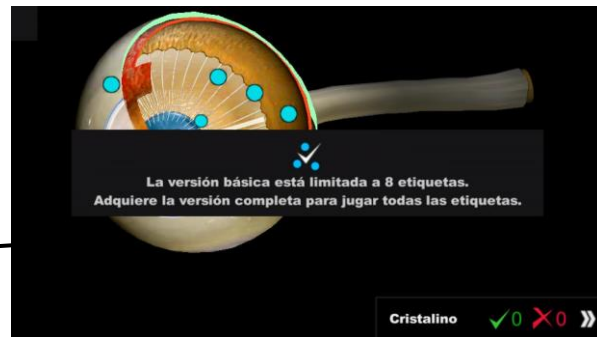 La versión básica está limitada a 8 etiquetas.
Adquiere la versión completa para jugar todas las etiquetas.
Cristalino 0 0